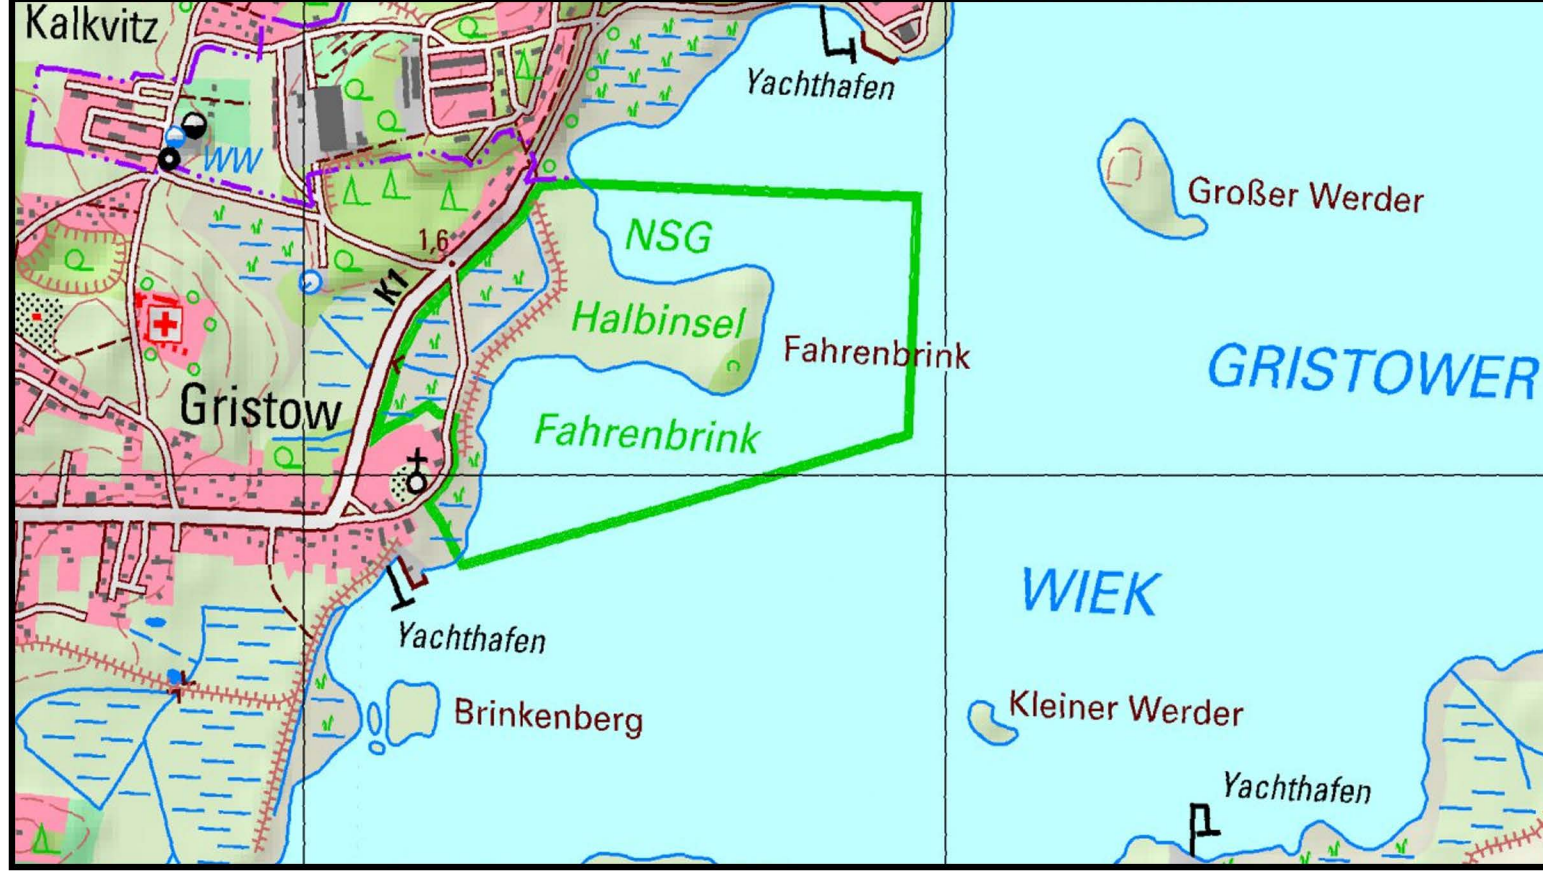 Kalkvitz
Yachthafen
WW
Großer Werder
NSG
1,6
K1
Halbinsel
Fahrenbrink
GRISTOWER
Gristow
Fahrenbrink
WIEK
Yachthafen
Brinkenberg
Kleiner Werder
Yachthafen